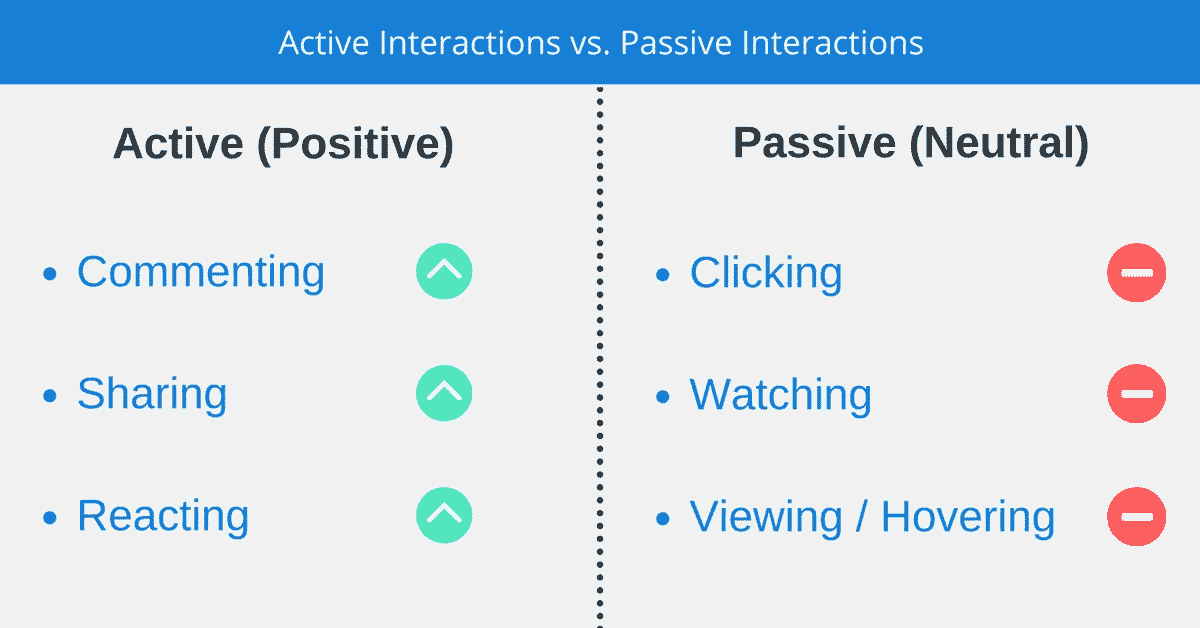 Active Interactions vs. Passive Interactions
Active (Positive)
• Commenting
• Sharing
• Reacting
Passive (Neutral)
• Clicking
• Watching
• Viewing / Hovering